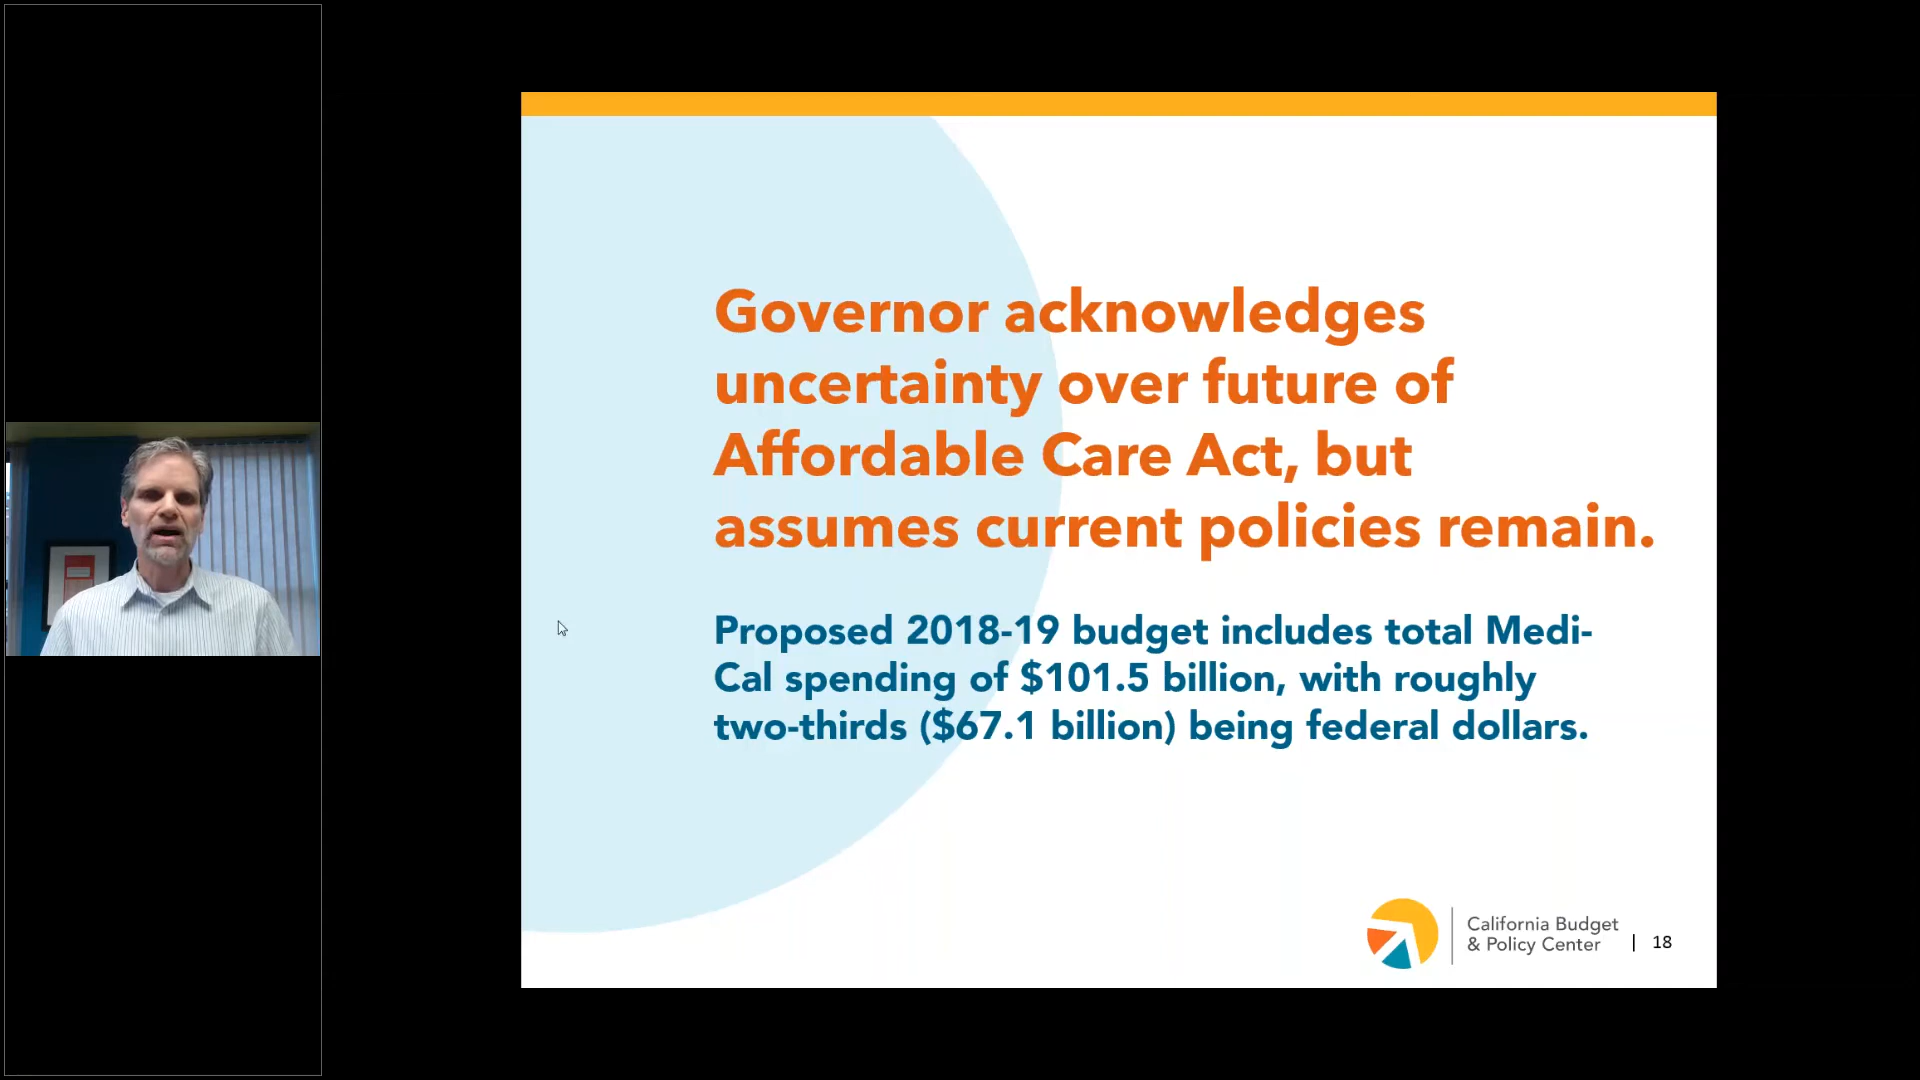 Governor acknowledges
uncertainty over future of
Affordable Care Act, but
assumes current policies remain.
Proposed 2018-19 budget includes total Medi-
Cal spending of $101.5 billion, with roughly
two-thirds ($67.1 billion) being federal dollars.
California Budget
& Policy Center | 18